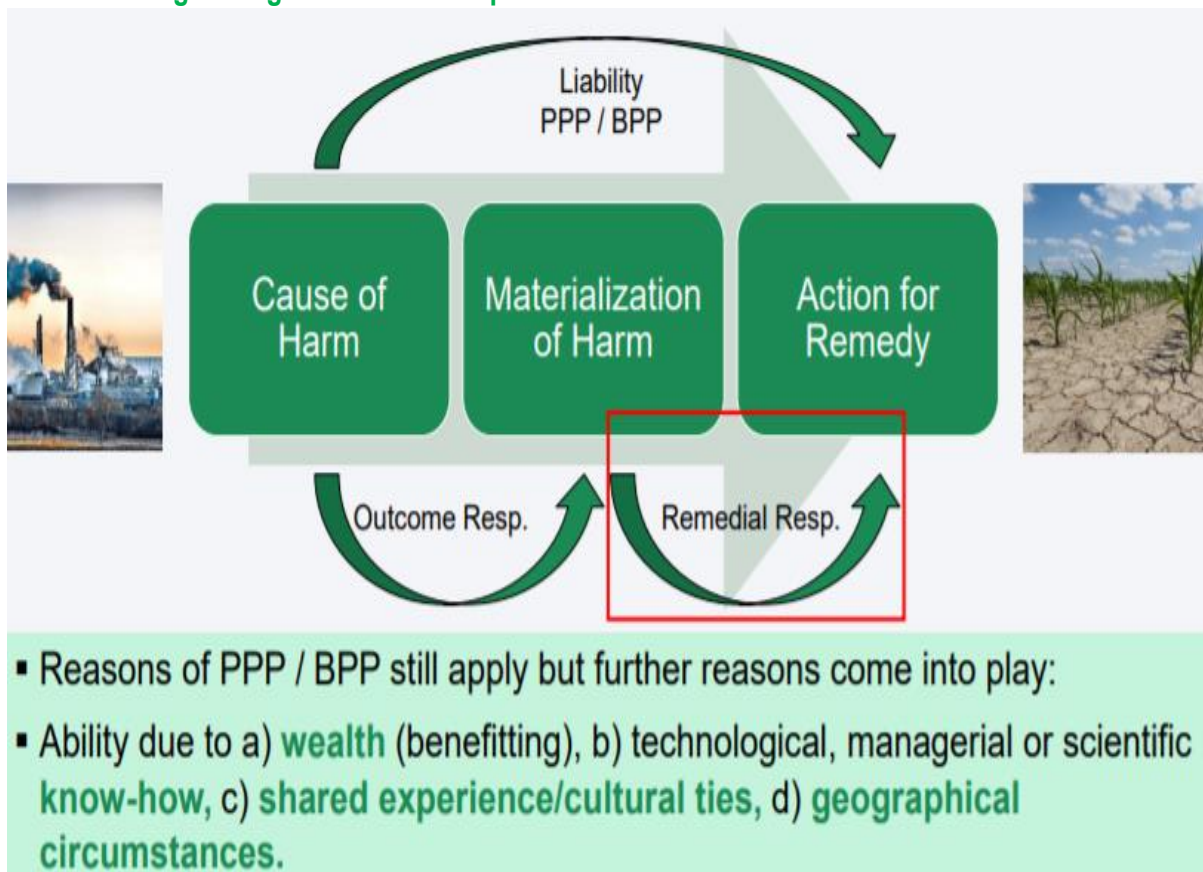 Liability
PPP / BPP
Cause of
Harm
Materialization
of Harm
Action for
Remedy
Outcome Resp.
Remedial Resp.
▪ Reasons of PPP / BPP still apply but further reasons come into play:
▪ Ability due to a) wealth (benefitting), b) technological, managerial or scientific
know-how, c) shared experience/cultural ties, d) geographical
circumstances.